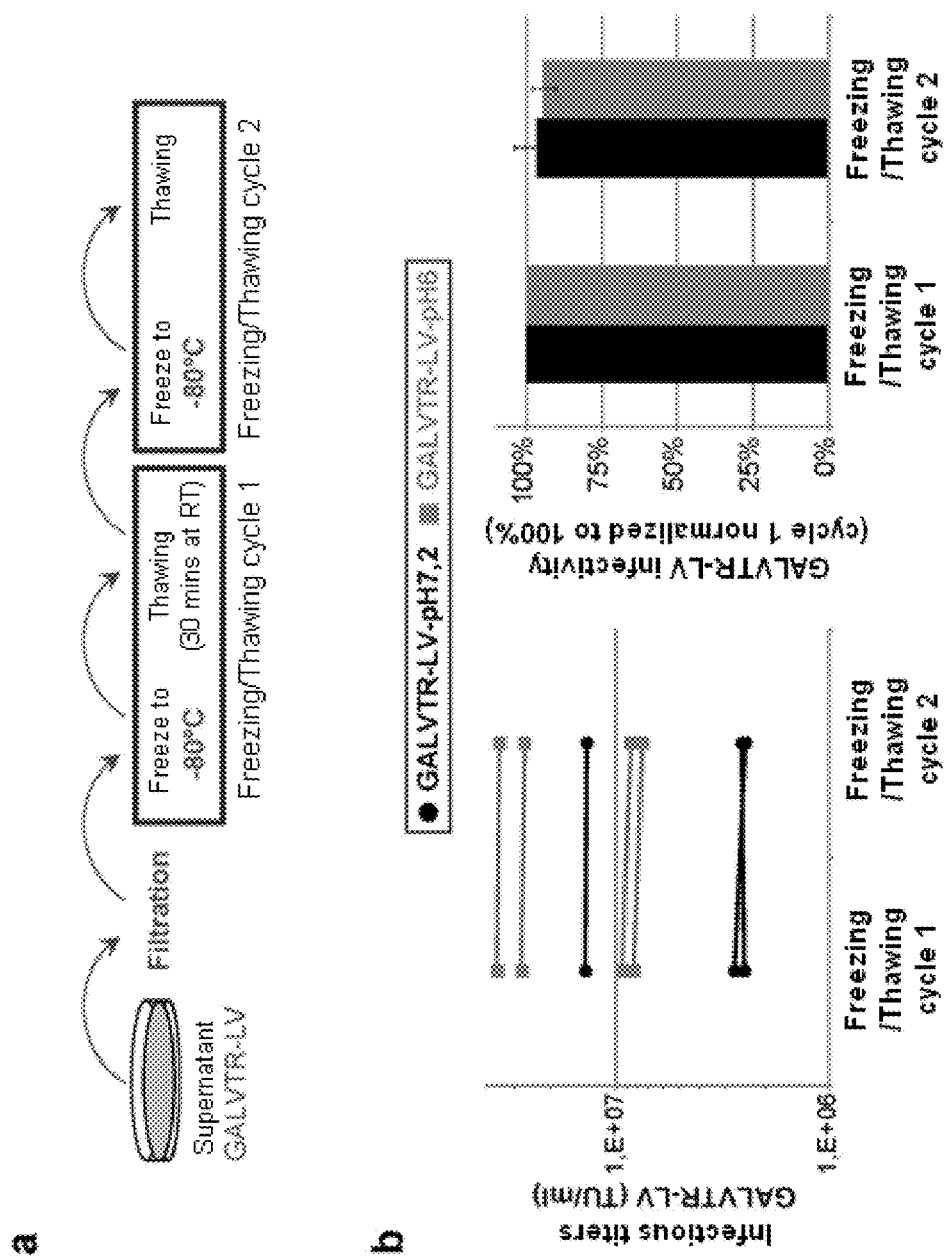 a
Supernatant
GALVTR-LV
Filtration
Freeze to
-80°C
Thawing
(30 mins at RT)
Freezing/Thawing cycle 1
Freeze to
-80°C
Thawing
Freezing/Thawing cycle 2
b
GALVTR-LV-pH7,2
GALVTR-LV-pH6
Infectious titers
GALVTR-LV (TU/ml)
1,E+07
1,E+06
Freezing
/Thawing
cycle 1
Freezing
/Thawing
cycle 2
GALVTR-LV infectivity
(cycle 1 normalized to 100%)
100%
75%
50%
25%
0%
Freezing
/Thawing
cycle 1
Freezing
/Thawing
cycle 2